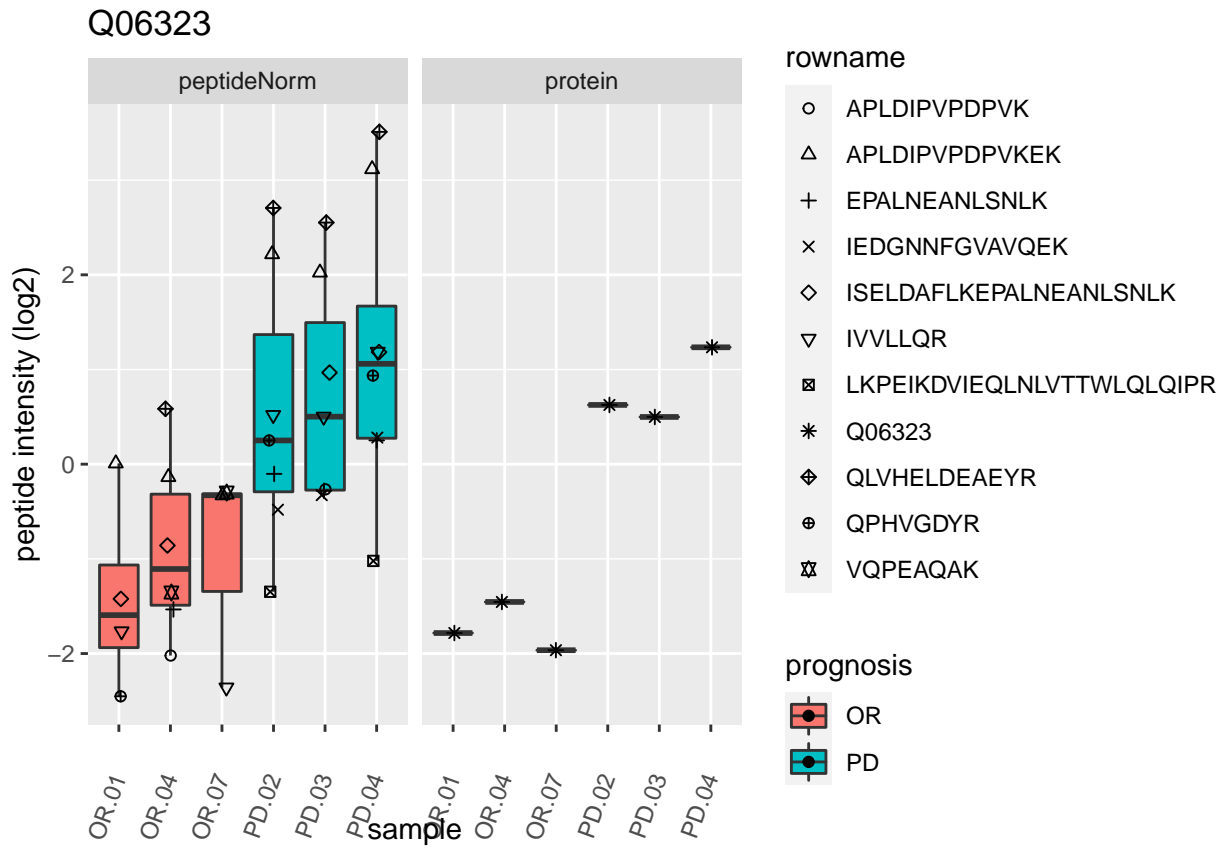 Q06323
peptideNorm
protein
peptide intensity (log2)
2
0
−2
OR.01
OR.04
OR.07
PD.02
PD.03
PD.04
OR.01
OR.04
OR.07
PD.02
PD.03
PD.04
sample
rowname
APLDIPVPDPVK
APLDIPVPDPVKEK
EPALNEANLSNLK
IEDGNNFGVAVQEK
ISELDAFLKEPALNEANLSNLK
IVVLLQR
LKPEIKDVIEQLNLVTTWLQLQIPR
Q06323
QLVHELDEAEYR
QPHVGDYR
VQPEAQAK
prognosis
OR
PD